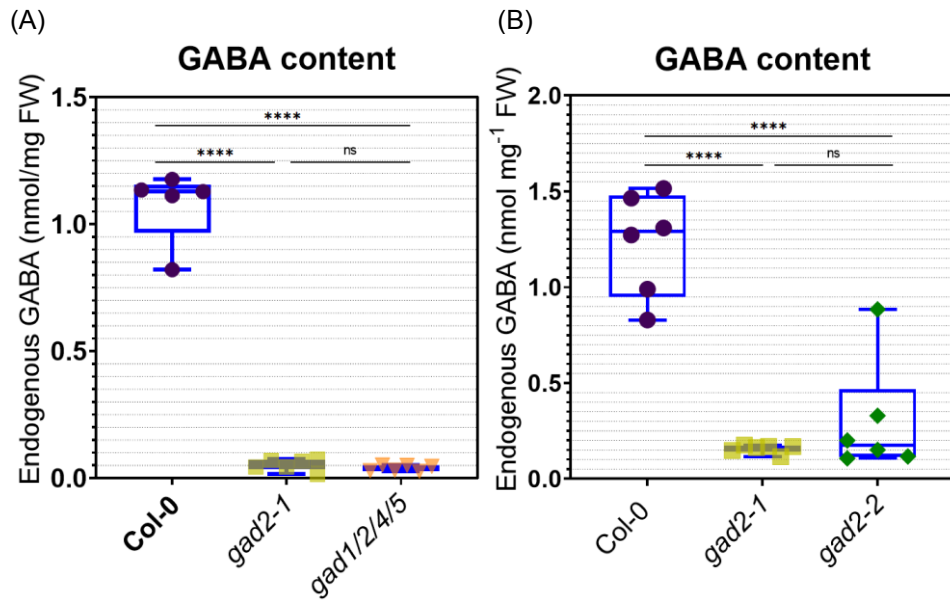 (A)
GABA content
Endogenous GABA (nmol/mg FW)
1.5
1.0
0.5
0.0
****
****
ns
Col-0
gad2-1
gad1/2/4/5
(B)
GABA content
Endogenous GABA (nmol mg⁻¹ FW)
2.0
1.5
1.0
0.5
0.0
****
****
ns
Col-0
gad2-1
gad2-2